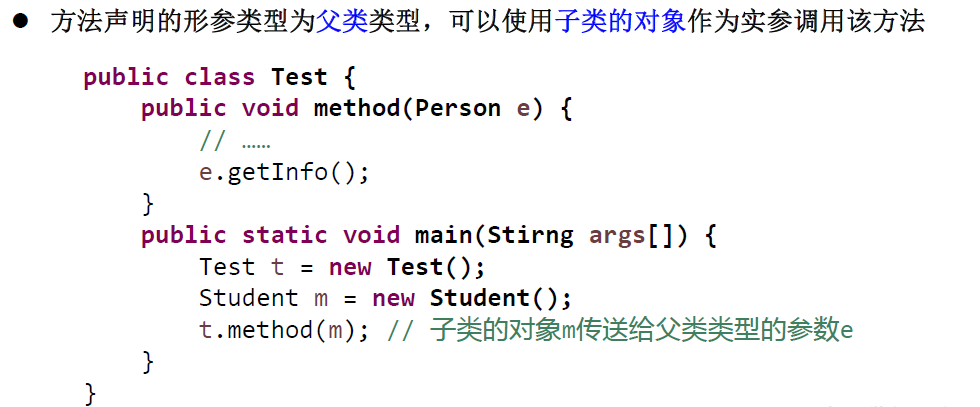 ● 方法声明的形参类型为父类类型，可以使用子类的对象作为实参调用该方法
public class Test {
public void method(Person e) {
// ……
e.getInfo();
}
public static void main(Stirng args[]) {
Test t = new Test();
Student m = new Student();
t.method(m); // 子类的对象m传送给父类类型的参数e
}
}